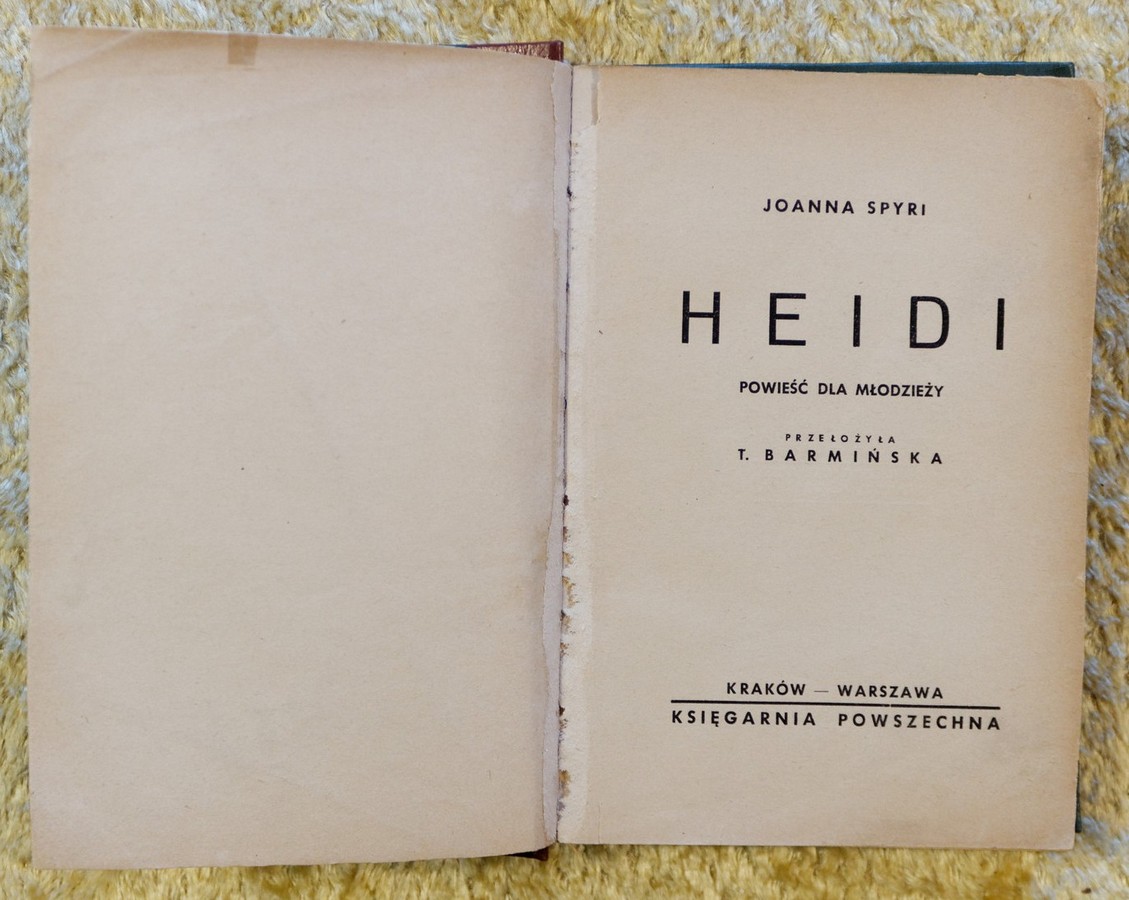 JOANNA SPYRI
HEIDI
POWIEŚĆ DLA MŁODZIEŻY
PRZEŁOŻYŁA
T. BARMIŃSKA
KRAKÓW — WARSZAWA
KSIĘGARNIA POWSZECHNA